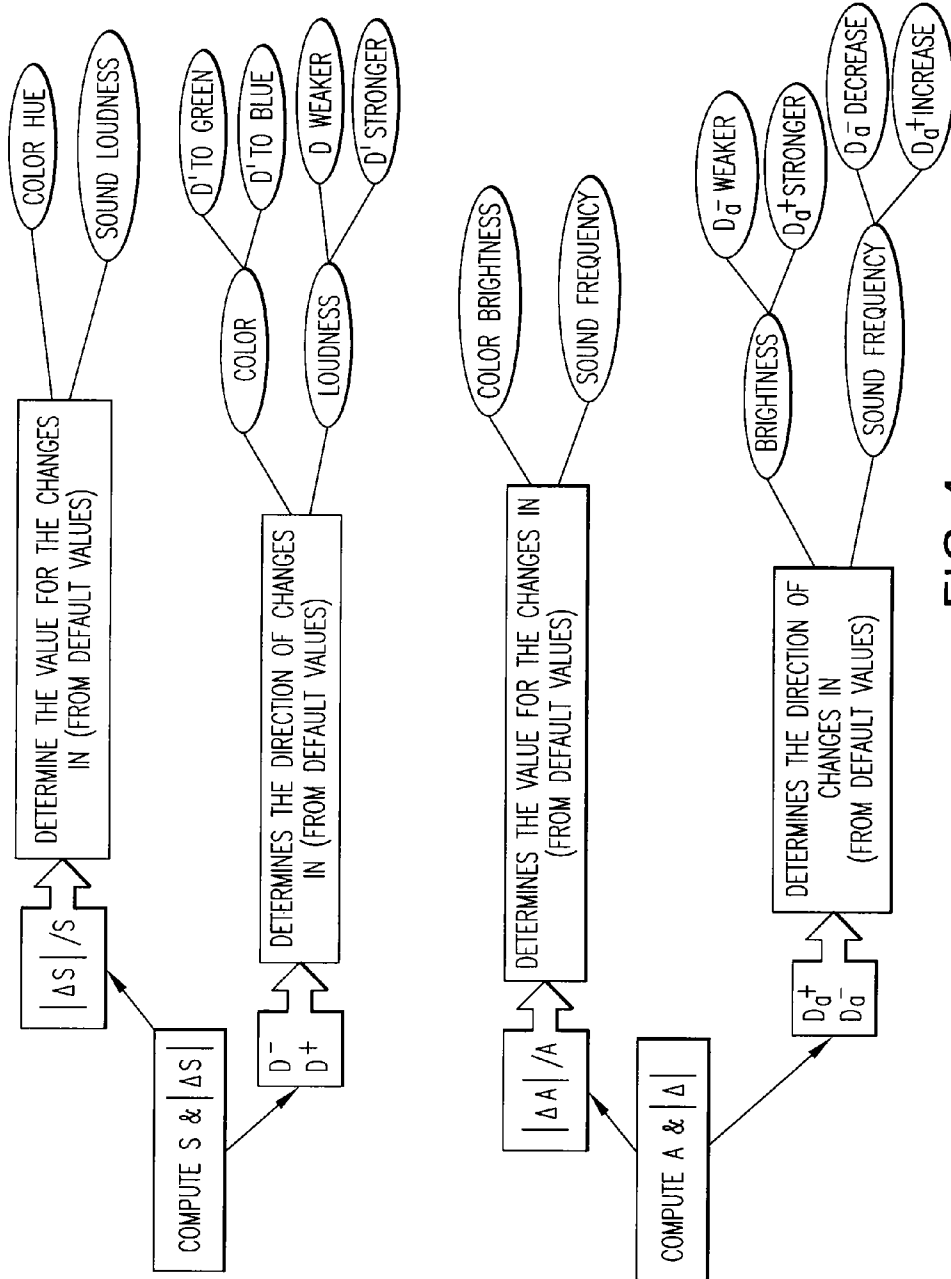 COMPUTE S & |ΔS|
|ΔS| /S
DETERMINE THE VALUE FOR THE CHANGES
IN (FROM DEFAULT VALUES)
COLOR HUE
SOUND LOUDNESS
D⁻
D⁺
DETERMINES THE DIRECTION OF CHANGES
IN (FROM DEFAULT VALUES)
COLOR
D' TO GREEN
D' TO BLUE
LOUDNESS
D WEAKER
D' STRONGER
COMPUTE A & |Δ|
|ΔA| /A
DETERMINES THE VALUE FOR THE CHANGES IN
(FROM DEFAULT VALUES)
COLOR BRIGHTNESS
SOUND FREQUENCY
Da⁺
Da⁻
DETERMINES THE DIRECTION OF
CHANGES IN
(FROM DEFAULT VALUES)
BRIGHTNESS
Da⁻ WEAKER
Da⁺ STRONGER
SOUND FREQUENCY
Da⁻ DECREASE
Da⁺ INCREASE